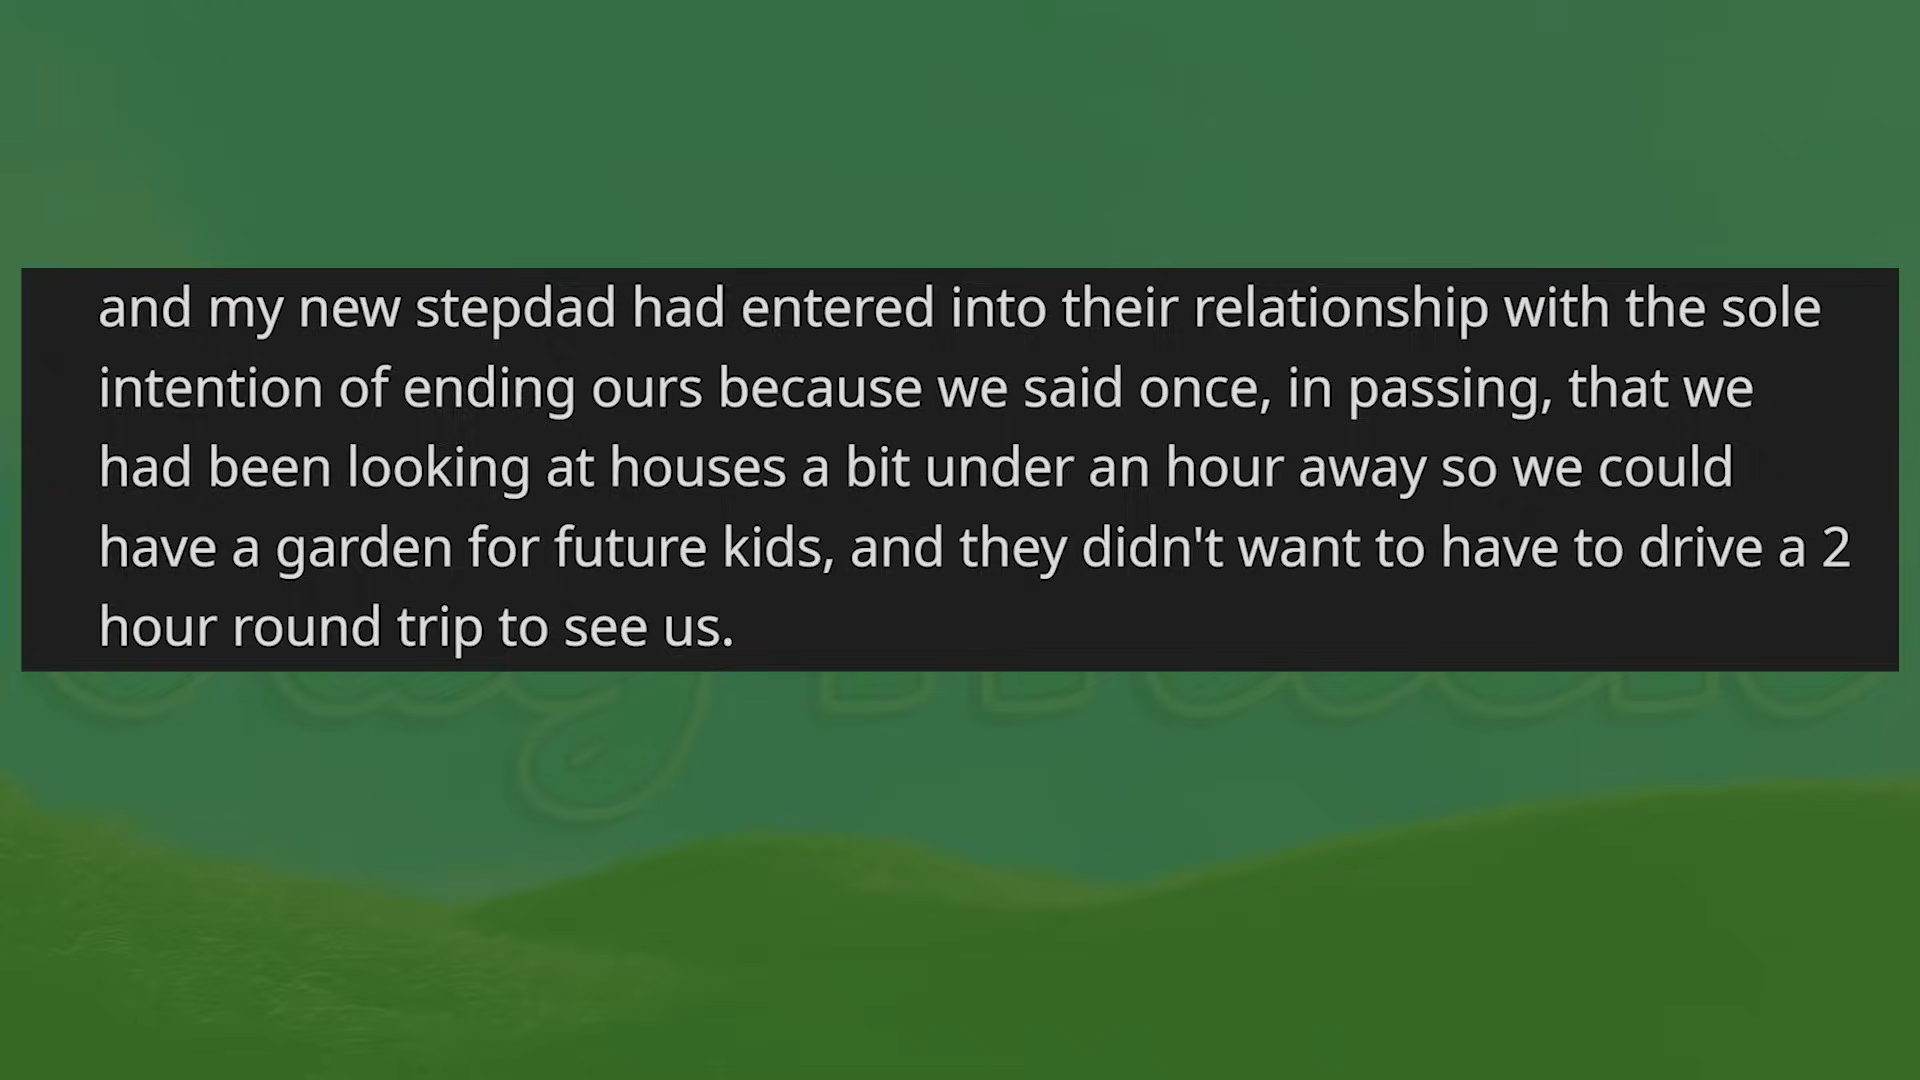 and my new stepdad had entered into their relationship with the sole
intention of ending ours because we said once, in passing, that we
had been looking at houses a bit under an hour away so we could
have a garden for future kids, and they didn't want to have to drive a 2
hour round trip to see us.